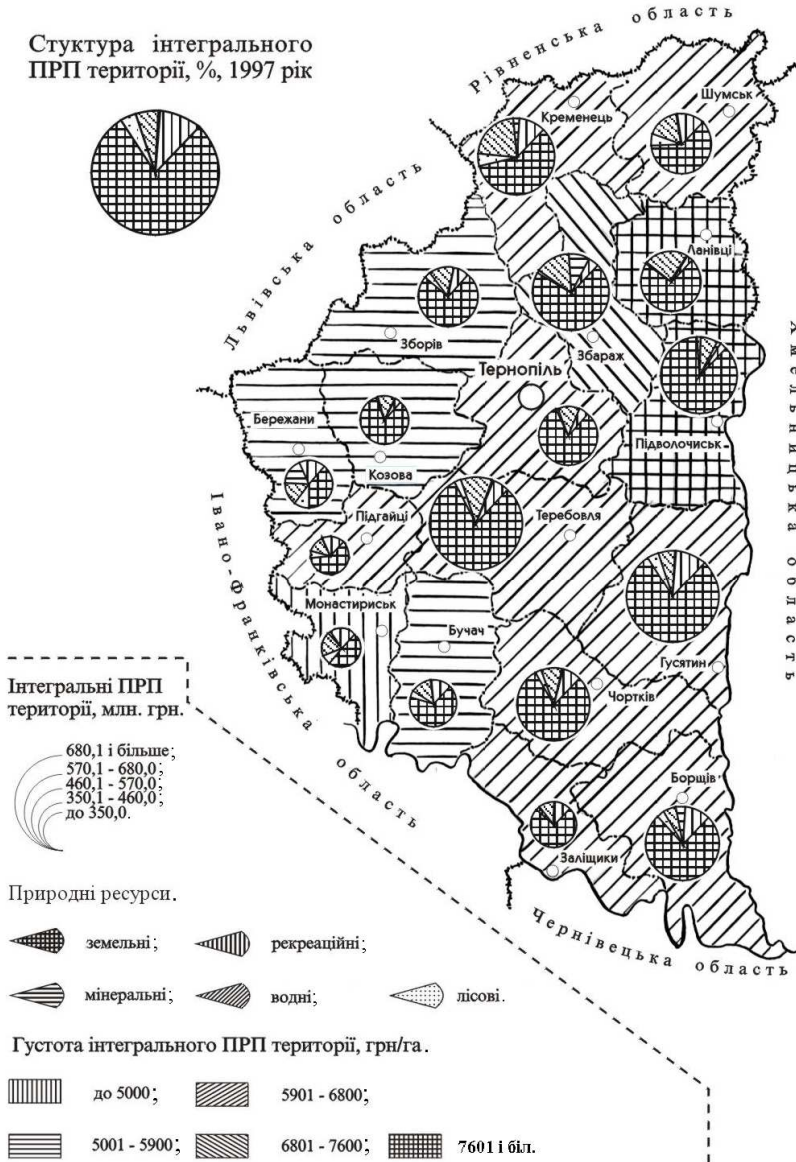 Стуктура інтегрального
ПРП території, %, 1997 рік
Рівненська область
Шумськ
Кременець
Львівська область
Ланівці
Збараж
Зборів
Тернопіль
Хмельницька область
Бережани
Підволочиськ
Козова
Івано-Франківська область
Підгайці
Теребовля
Монастириськ
Бучач
Гусятин
Чортків
Борщів
Заліщики
Чернівецька область
Інтегральні ПРП
території, млн. грн.
680,1 і більше;
570,1 - 680,0;
460,1 - 570,0;
350,1 - 460,0;
до 350,0.
Природні ресурси.
земельні; рекреаційні;
мінеральні; водні; лісові.
Густота інтегрального ПРП території, грн/га.
до 5000; 5901 - 6800;
5001 - 5900; 6801 - 7600; 7601 і біл.